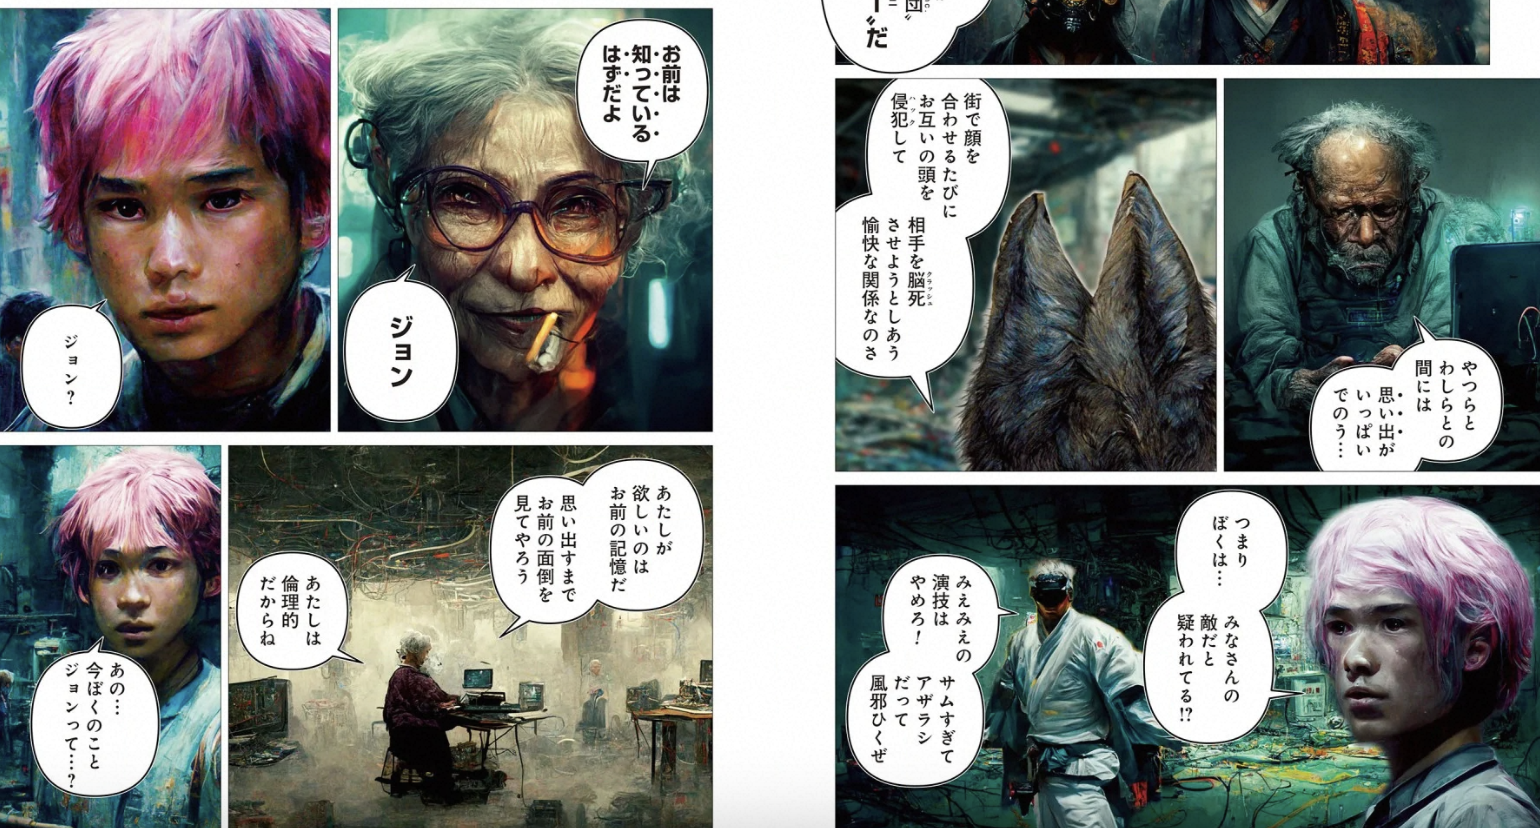 団”
ー”だ
やつらと
わしらとの
間には
思い出が
いっぱい
でのう…
街で顔を
合わせるたびに
お互いの頭を
侵犯して
ハック
相手を脳死
クラッシュ
させようとしあう
愉快な関係なのさ
つまり
ぼくは…
みなさんの
敵だと
疑われてる!?
みえみえの
演技は
やめろ！
サムすぎて
アザラシ
だって
風邪ひくぜ
お前は
知っている
はずだよ
ジョン
ジョン？
あたしが
欲しいのは
お前の記憶だ
思い出すまで
お前の面倒を
見てやろう
あたしは
倫理的
だからね
あの…
今ぼくのこと
ジョンって…？